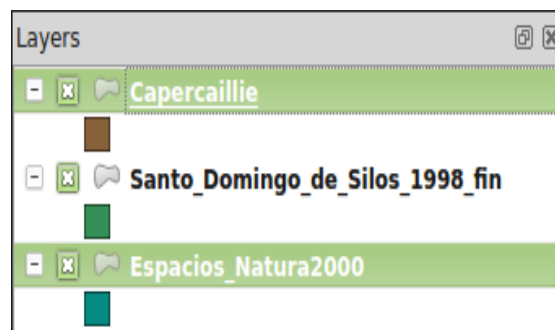 Layers
Capercaillie
Santo_Domingo_de_Silos_1998_fin
Espacios_Natura2000